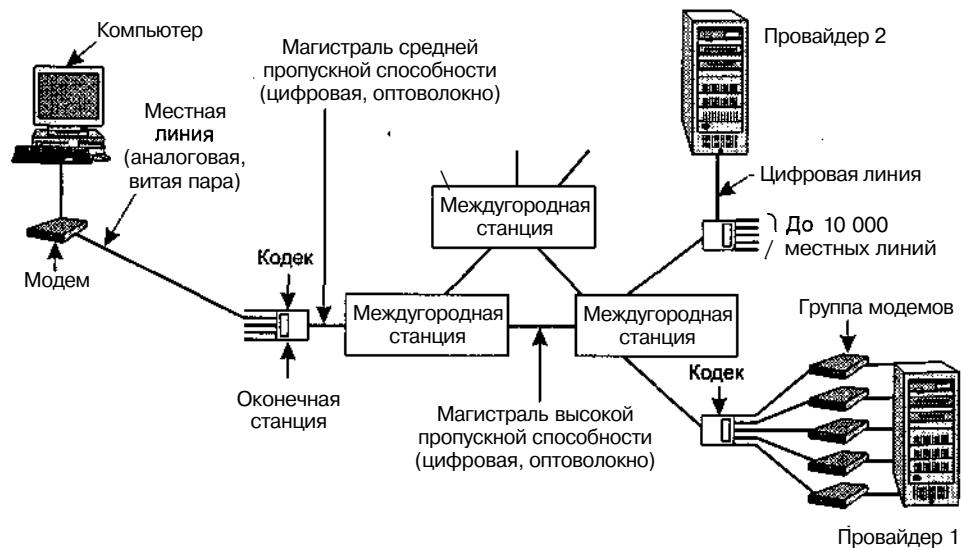 Компьютер
Магистраль средней
пропускной способности
(цифровая, оптоволокно)
Провайдер 2
Местная
линия
(аналоговая,
витая пара)
Цифровая линия
Междугородная
станция
До 10 000
местных линий
Модем
Кодек
Междугородная
станция
Междугородная
станция
Группа модемов
Кодек
Оконечная
станция
Магистраль высокой
пропускной способности
(цифровая, оптоволокно)
Провайдер 1